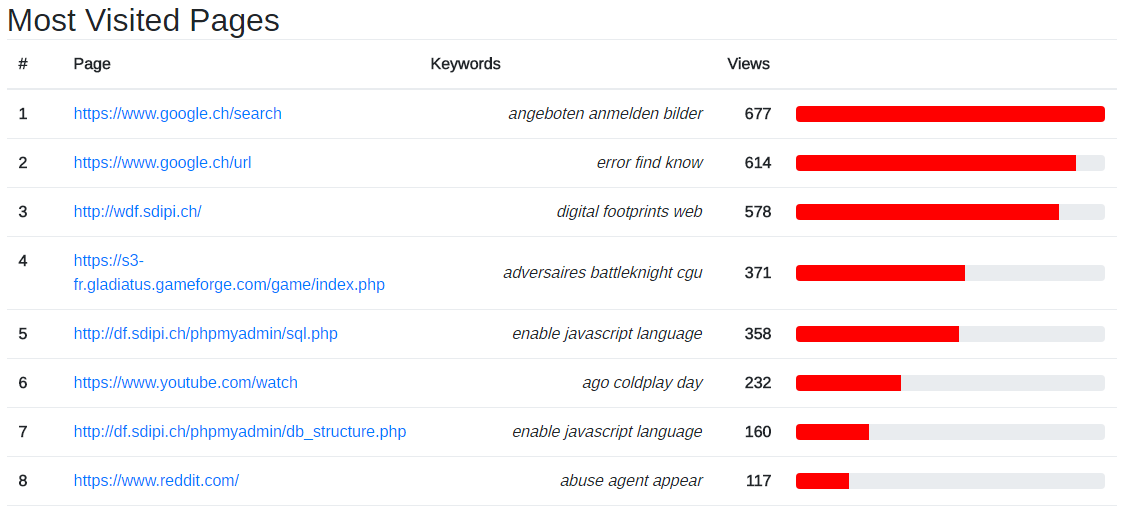 Most Visited Pages
# Page Keywords Views
1 https://www.google.ch/search angeboten anmelden bilder 677
2 https://www.google.ch/url error find know 614
3 http://wdf.sdipi.ch/ digital footprints web 578
4 https://s3-
fr.gladiatus.gameforge.com/game/index.php adversaires battleknight cgu 371
5 http://df.sdipi.ch/phpmyadmin/sql.php enable javascript language 358
6 https://www.youtube.com/watch ago coldplay day 232
7 http://df.sdipi.ch/phpmyadmin/db_structure.php enable javascript language 160
8 https://www.reddit.com/ abuse agent appear 117